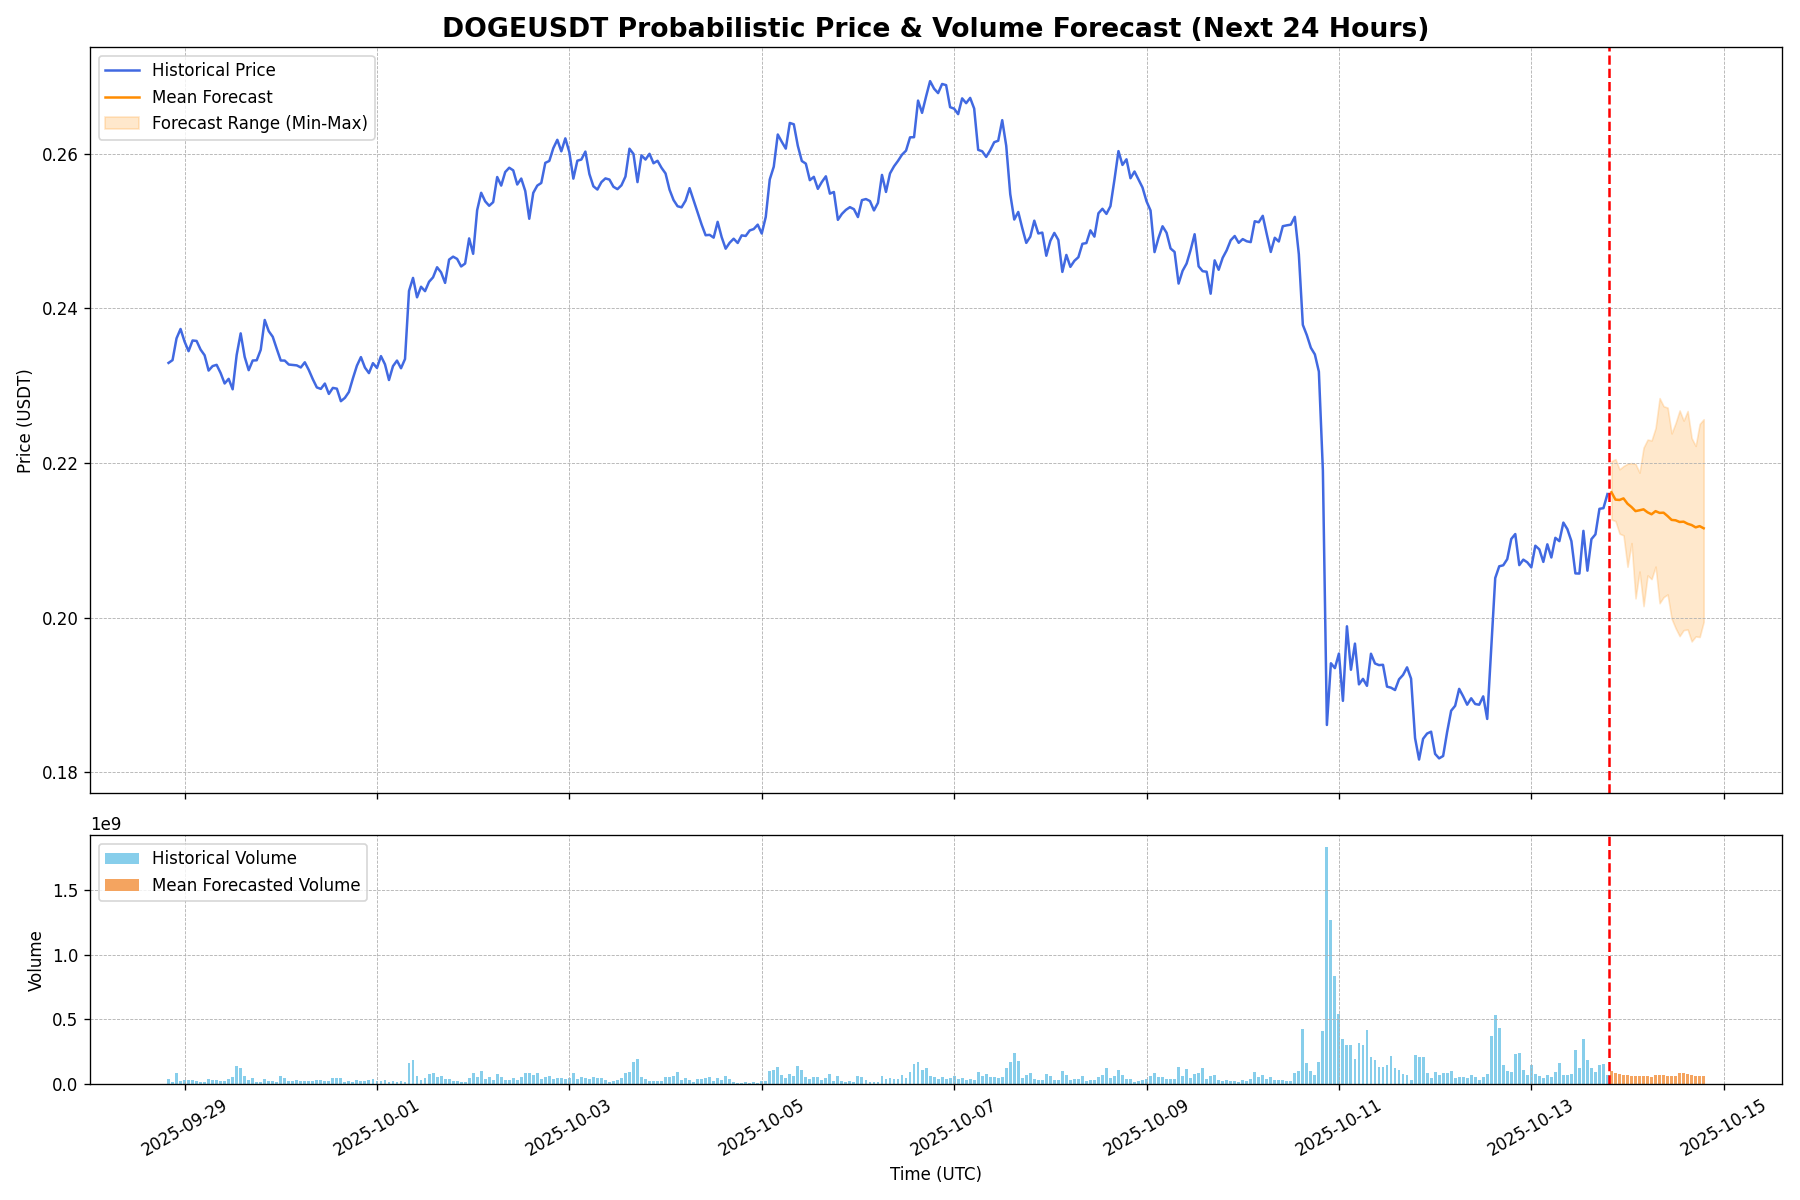 DOGEUSDT Probabilistic Price & Volume Forecast (Next 24 Hours)
Historical Price
Mean Forecast
Forecast Range (Min-Max)
0.26
0.24
0.22
0.20
0.18
Price (USDT)
1e9
Historical Volume
Mean Forecasted Volume
1.5
1.0
0.5
0.0
Volume
2025-09-29
2025-10-01
2025-10-03
2025-10-05
2025-10-07
2025-10-09
2025-10-11
2025-10-13
2025-10-15
Time (UTC)